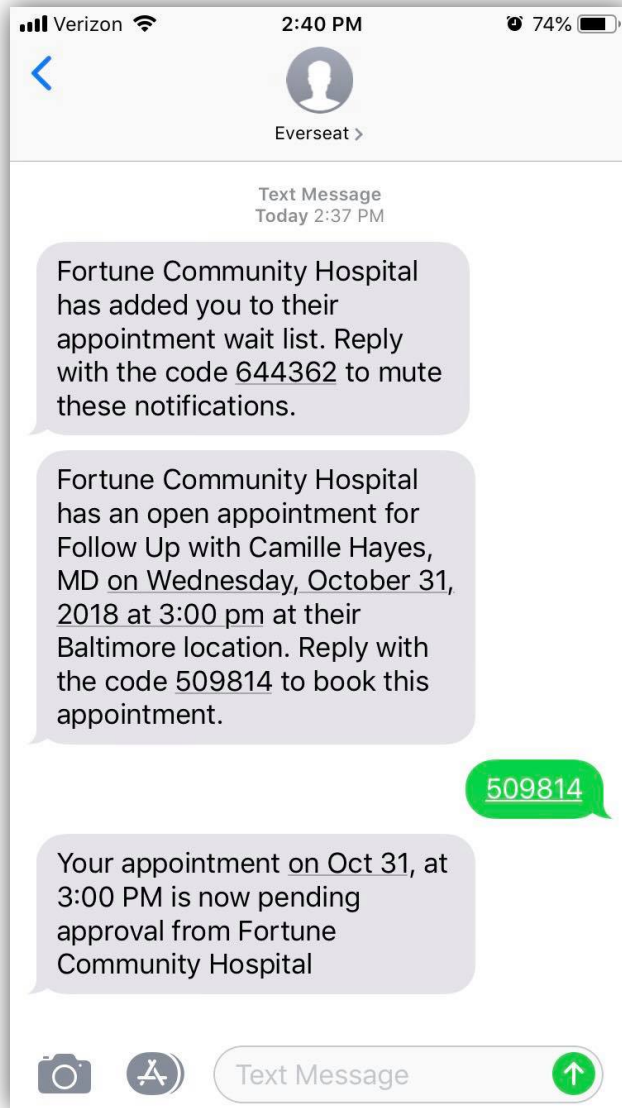 Verizon 2:40 PM 74%
Everseat >
Text Message
Today 2:37 PM
Fortune Community Hospital
has added you to their
appointment wait list. Reply
with the code 644362 to mute
these notifications.
Fortune Community Hospital
has an open appointment for
Follow Up with Camille Hayes,
MD on Wednesday, October 31,
2018 at 3:00 pm at their
Baltimore location. Reply with
the code 509814 to book this
appointment.
509814
Your appointment on Oct 31, at
3:00 PM is now pending
approval from Fortune
Community Hospital
Text Message